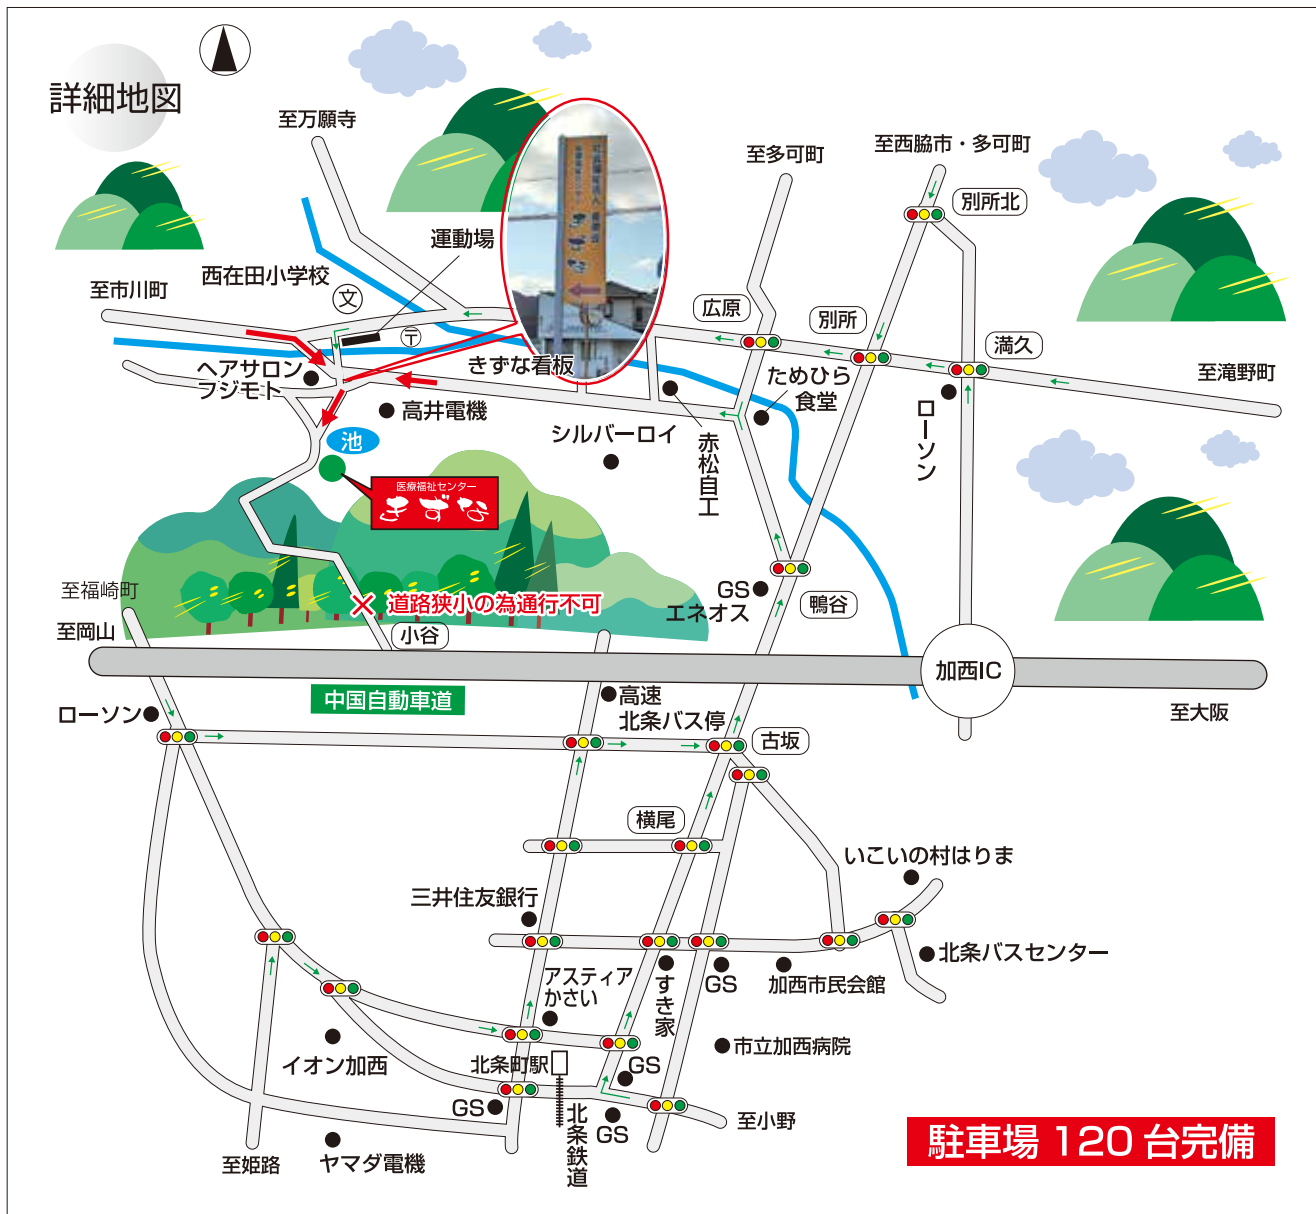 詳細地図
至万願寺
至多可町
至西脇市・多可町
別所北
運動場
西在田小学校
至市川町
文
〒
広原
別所
満久
至滝野町
きずな看板
ヘアサロン
フジモト
ためひら
食堂
高井電機
ローソン
シルバーロイ
赤松自工
池
医療福祉センター
きずな
GS
エネオス
鴨谷
至福崎町
道路狭小の為通行不可
至岡山
小谷
加西IC
中国自動車道
高速
北条バス停
ローソン
至大阪
古坂
横尾
いこいの村はりま
三井住友銀行
北条バスセンター
アスティア
かさい
すき家
GS
加西市民会館
イオン加西
北条町駅
GS
市立加西病院
GS
北条鉄道
GS
至小野
至姫路
ヤマダ電機
駐車場 120 台完備